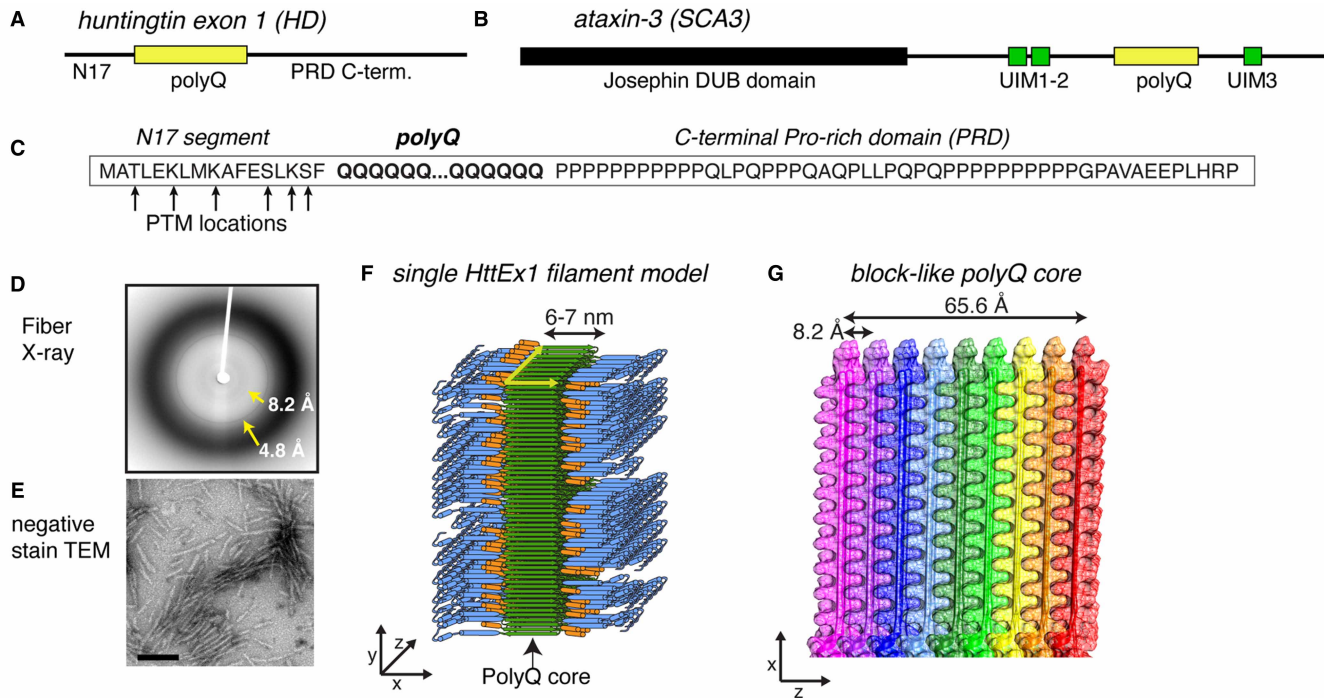 A huntingtin exon 1 (HD)
N17 polyQ PRD C-term.
B ataxin-3 (SCA3)
Josephin DUB domain UIM1-2 polyQ UIM3
C N17 segment polyQ C-terminal Pro-rich domain (PRD)
MATLEKLMKAFESLKSF QQQQQQ...QQQQQQ PPPPPPPPPPPQLPQPPPQAQPLLPQPQPPPPPPPPPPGPAVAEEPLHRP
PTM locations
D Fiber X-ray
8.2 Å
4.8 Å
E negative
stain TEM
F single HttEx1 filament model
6-7 nm
y z x
PolyQ core
G block-like polyQ core
65.6 Å
8.2 Å
x
z